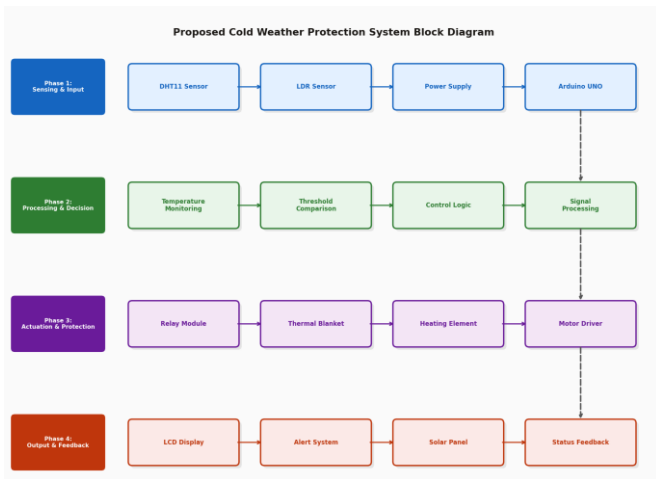 Proposed Cold Weather Protection System Block Diagram
Phase 1:
Sensing & Input
DHT11 Sensor
LDR Sensor
Power Supply
Arduino UNO
Phase 2:
Processing & Decision
Temperature
Monitoring
Threshold
Comparison
Control Logic
Signal
Processing
Phase 3:
Actuation & Protection
Relay Module
Thermal Blanket
Heating Element
Motor Driver
Phase 4:
Output & Feedback
LCD Display
Alert System
Solar Panel
Status Feedback